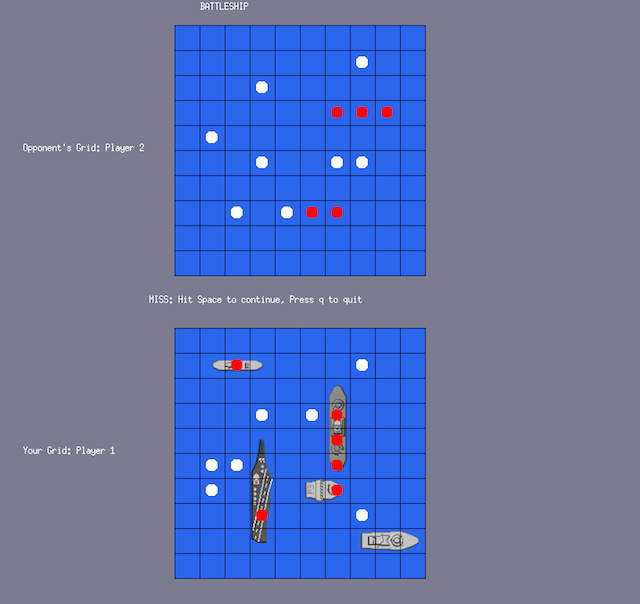 BATTLESHIP
Opponent's Grid: Player 2
MISS: Hit Space to continue, Press q to quit
Your Grid: Player 1